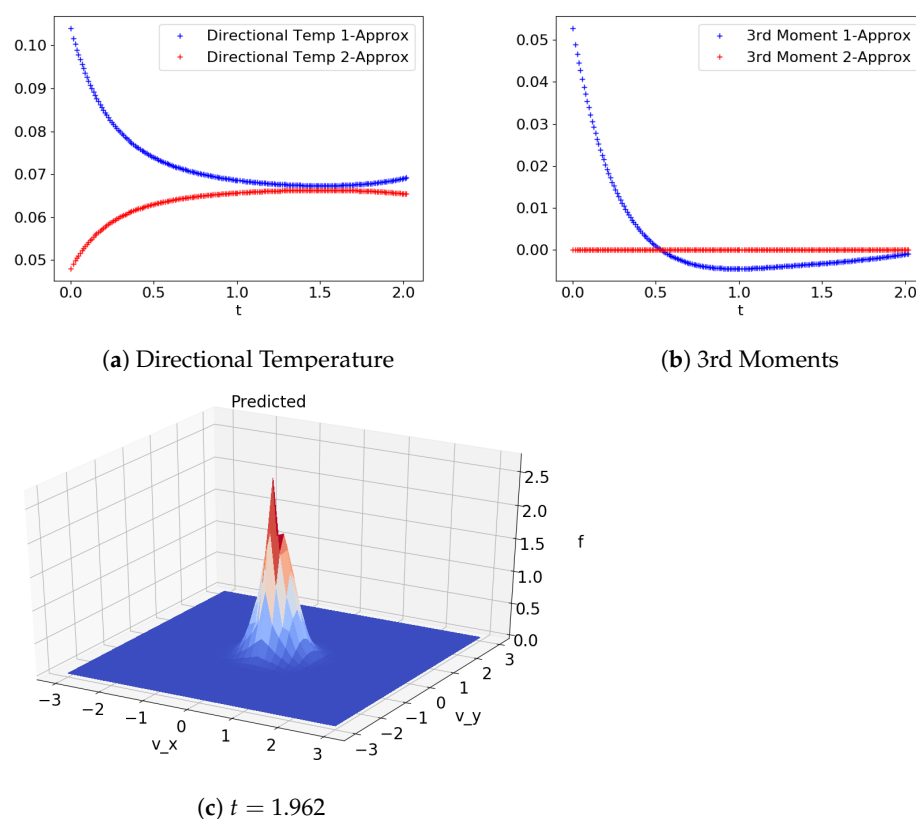 Directional Temp 1-Approx
Directional Temp 2-Approx
0.10
0.09
0.08
0.07
0.06
0.05
0.0 0.5 1.0 1.5 2.0
t
(a) Directional Temperature
3rd Moment 1-Approx
3rd Moment 2-Approx
0.05
0.04
0.03
0.02
0.01
0.00
0.0 0.5 1.0 1.5 2.0
t
(b) 3rd Moments
Predicted
2.5
2.0
1.5
1.0
0.5
0.0
f
−3 −2 −1 0 1 2 3
v_x
−3 −2 −1 0 1 2 3
v_y
(c) t = 1.962